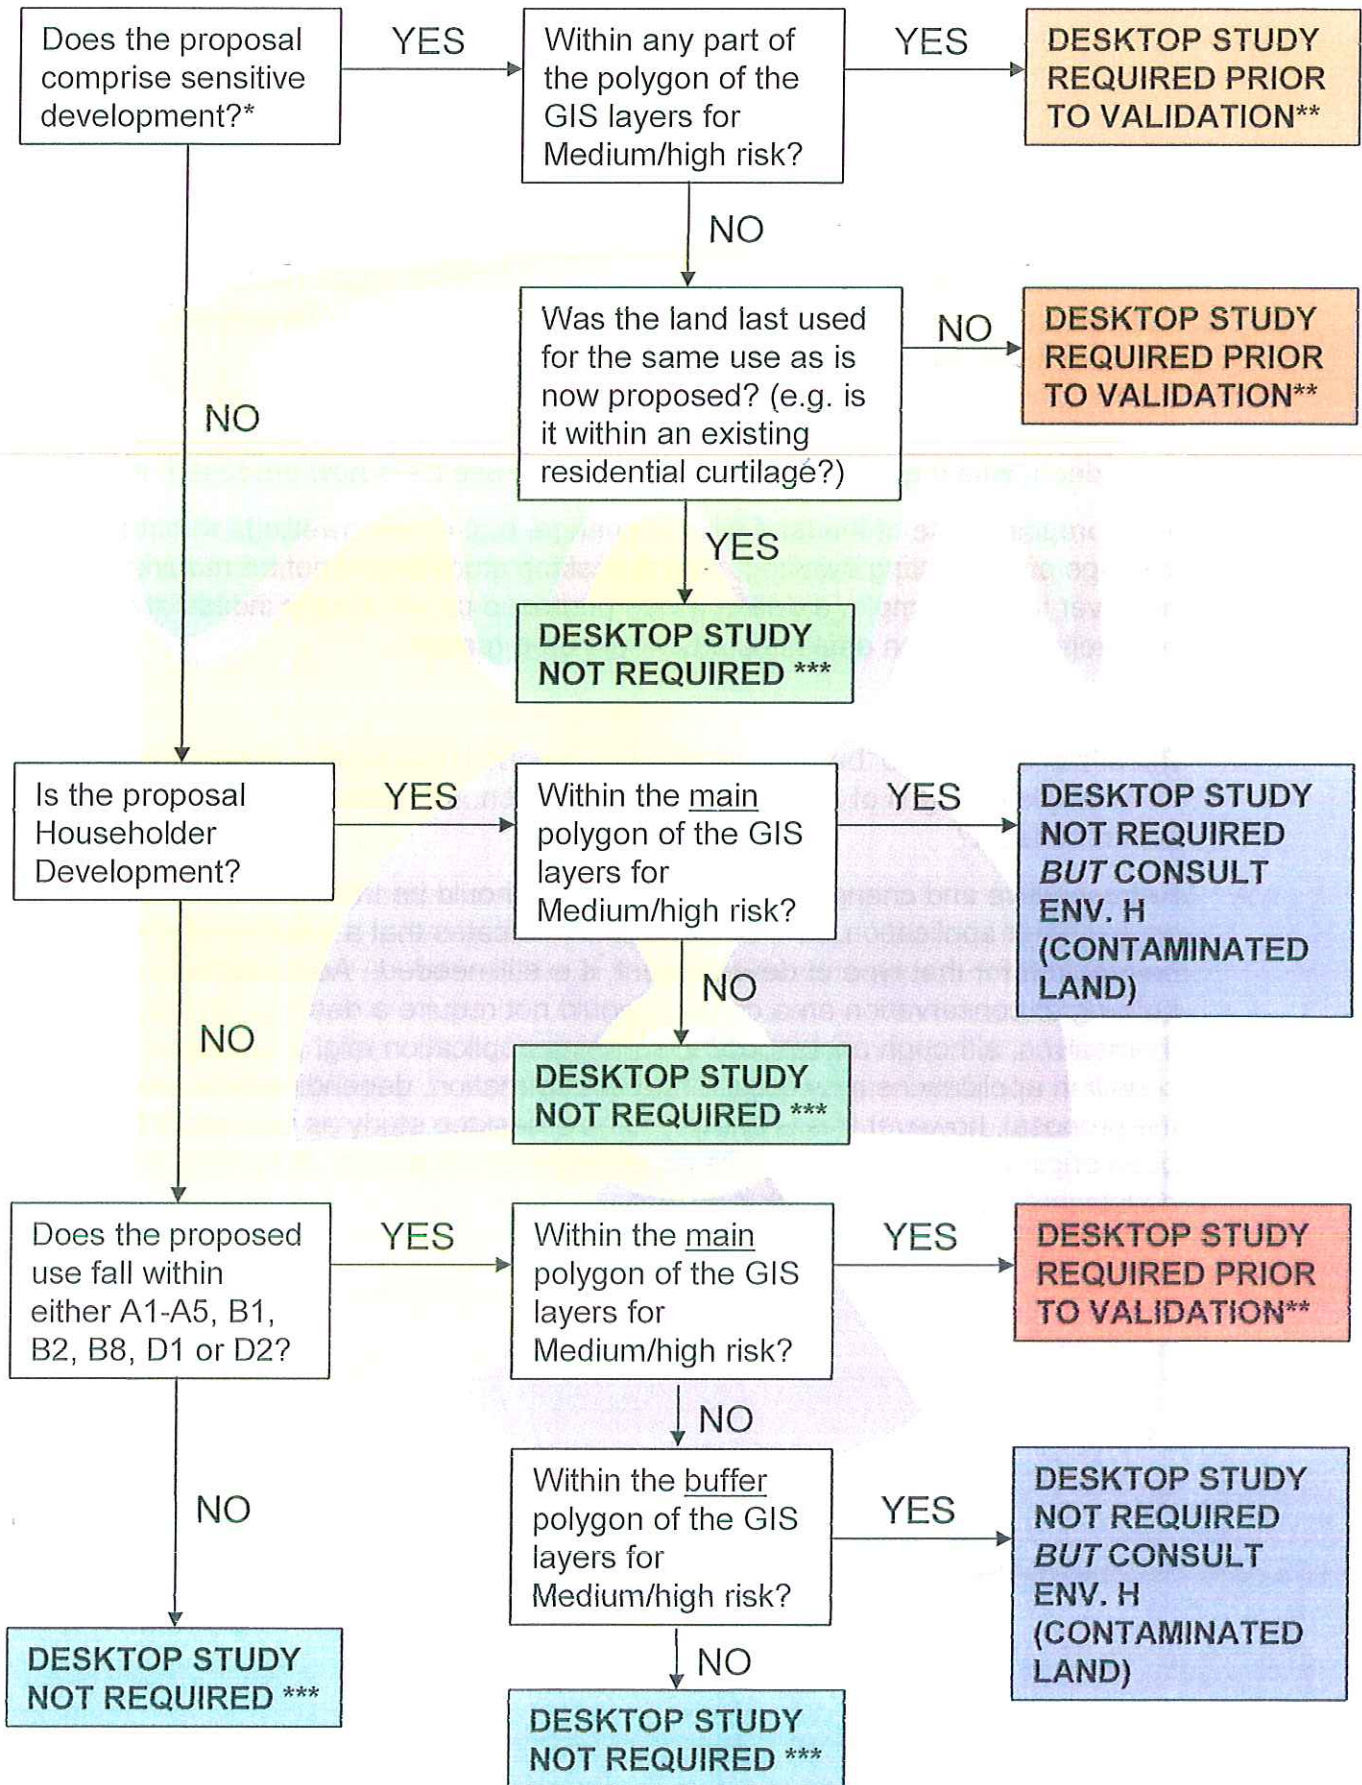 Does the proposal
comprise sensitive
development?*
YES
Within any part of
the polygon of the
GIS layers for
Medium/high risk?
YES
DESKTOP STUDY
REQUIRED PRIOR
TO VALIDATION**
NO
Was the land last used
for the same use as is
now proposed? (e.g. is
it within an existing
residential curtilage?)
NO
DESKTOP STUDY
REQUIRED PRIOR
TO VALIDATION**
YES
DESKTOP STUDY
NOT REQUIRED ***
NO
Is the proposal
Householder
Development?
YES
Within the main
polygon of the GIS
layers for
Medium/high risk?
YES
DESKTOP STUDY
NOT REQUIRED
BUT CONSULT
ENV. H
(CONTAMINATED
LAND)
NO
DESKTOP STUDY
NOT REQUIRED ***
NO
Does the proposed
use fall within
either A1-A5, B1,
B2, B8, D1 or D2?
YES
Within the main
polygon of the GIS
layers for
Medium/high risk?
YES
DESKTOP STUDY
REQUIRED PRIOR
TO VALIDATION**
NO
Within the buffer
polygon of the GIS
layers for
Medium/high risk?
YES
DESKTOP STUDY
NOT REQUIRED
BUT CONSULT
ENV. H
(CONTAMINATED
LAND)
NO
DESKTOP STUDY
NOT REQUIRED ***
NO
DESKTOP STUDY
NOT REQUIRED ***